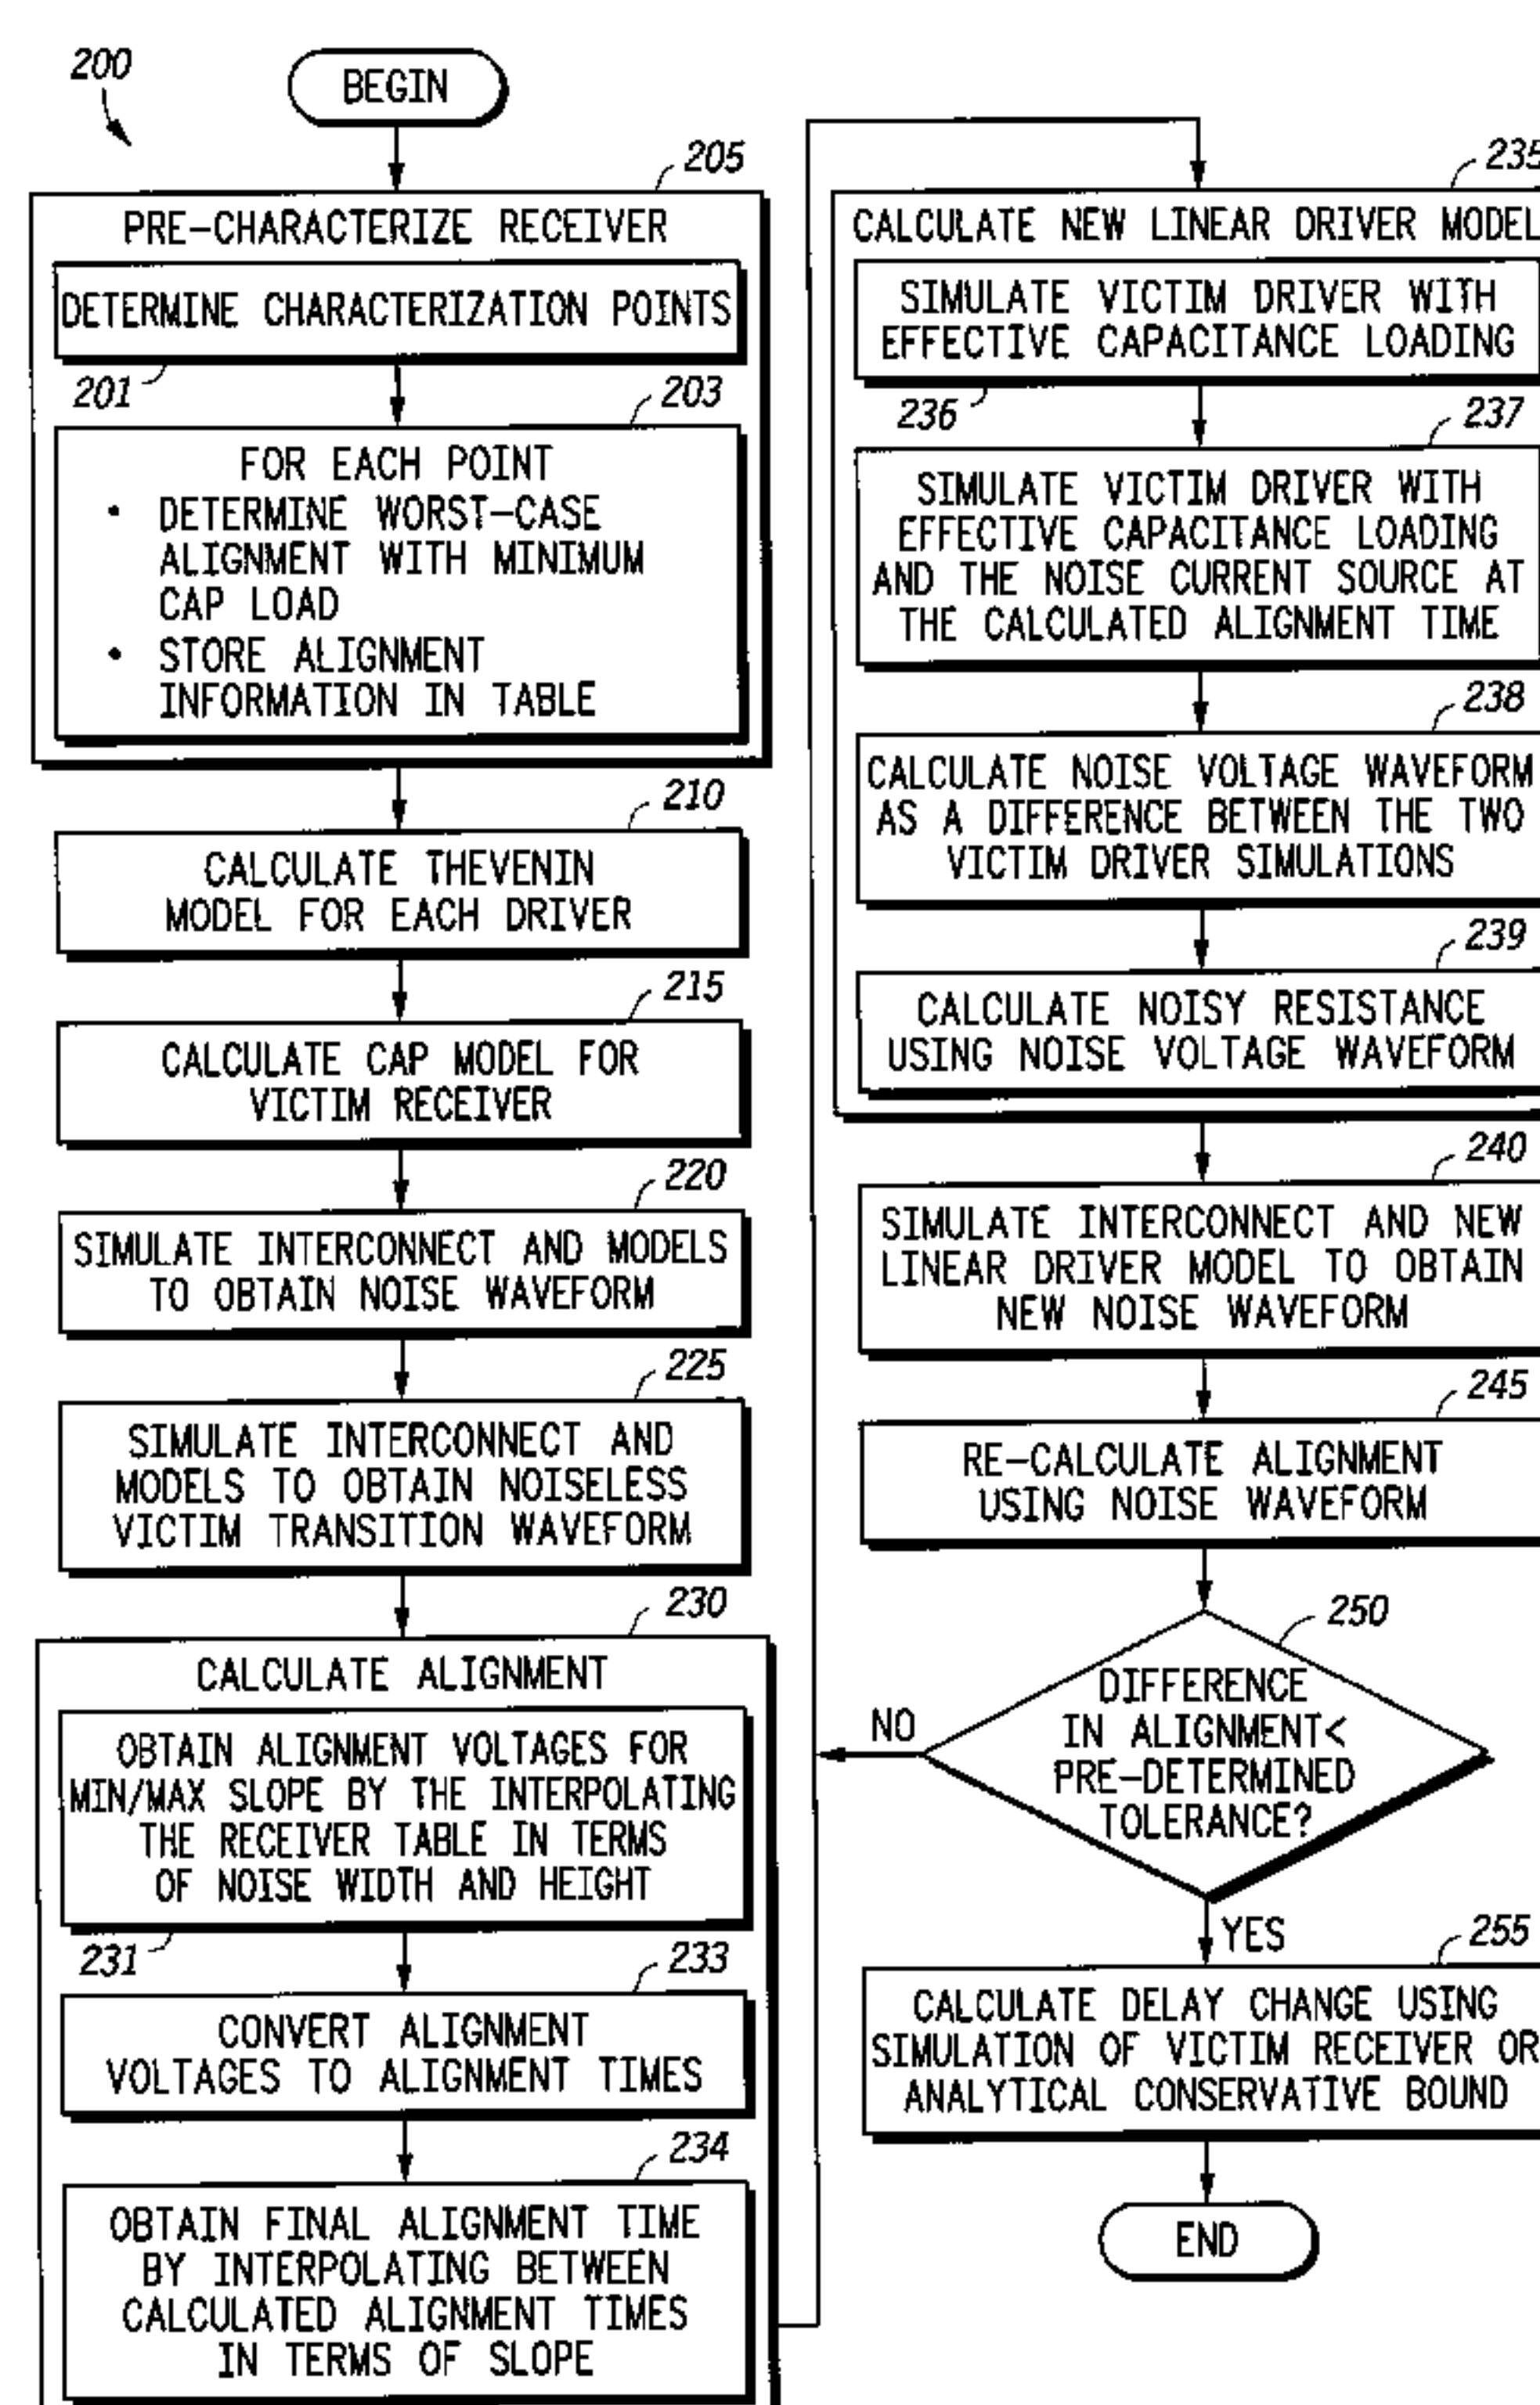 200
BEGIN
205
PRE-CHARACTERIZE RECEIVER
DETERMINE CHARACTERIZATION POINTS
201
203
FOR EACH POINT
• DETERMINE WORST-CASE
ALIGNMENT WITH MINIMUM
CAP LOAD
• STORE ALIGNMENT
INFORMATION IN TABLE
210
CALCULATE THEVENIN
MODEL FOR EACH DRIVER
215
CALCULATE CAP MODEL FOR
VICTIM RECEIVER
220
SIMULATE INTERCONNECT AND MODELS
TO OBTAIN NOISE WAVEFORM
225
SIMULATE INTERCONNECT AND
MODELS TO OBTAIN NOISELESS
VICTIM TRANSITION WAVEFORM
230
CALCULATE ALIGNMENT
OBTAIN ALIGNMENT VOLTAGES FOR
MIN/MAX SLOPE BY THE INTERPOLATING
THE RECEIVER TABLE IN TERMS
OF NOISE WIDTH AND HEIGHT
231
233
CONVERT ALIGNMENT
VOLTAGES TO ALIGNMENT TIMES
234
OBTAIN FINAL ALIGNMENT TIME
BY INTERPOLATING BETWEEN
CALCULATED ALIGNMENT TIMES
IN TERMS OF SLOPE
235
CALCULATE NEW LINEAR DRIVER MODEL
SIMULATE VICTIM DRIVER WITH
EFFECTIVE CAPACITANCE LOADING
236
237
SIMULATE VICTIM DRIVER WITH
EFFECTIVE CAPACITANCE LOADING
AND THE NOISE CURRENT SOURCE AT
THE CALCULATED ALIGNMENT TIME
238
CALCULATE NOISE VOLTAGE WAVEFORM
AS A DIFFERENCE BETWEEN THE TWO
VICTIM DRIVER SIMULATIONS
239
CALCULATE NOISY RESISTANCE
USING NOISE VOLTAGE WAVEFORM
240
SIMULATE INTERCONNECT AND NEW
LINEAR DRIVER MODEL TO OBTAIN
NEW NOISE WAVEFORM
245
RE-CALCULATE ALIGNMENT
USING NOISE WAVEFORM
250
DIFFERENCE
IN ALIGNMENT<
PRE-DETERMINED
TOLERANCE?
NO
YES
255
CALCULATE DELAY CHANGE USING
SIMULATION OF VICTIM RECEIVER OR
ANALYTICAL CONSERVATIVE BOUND
END